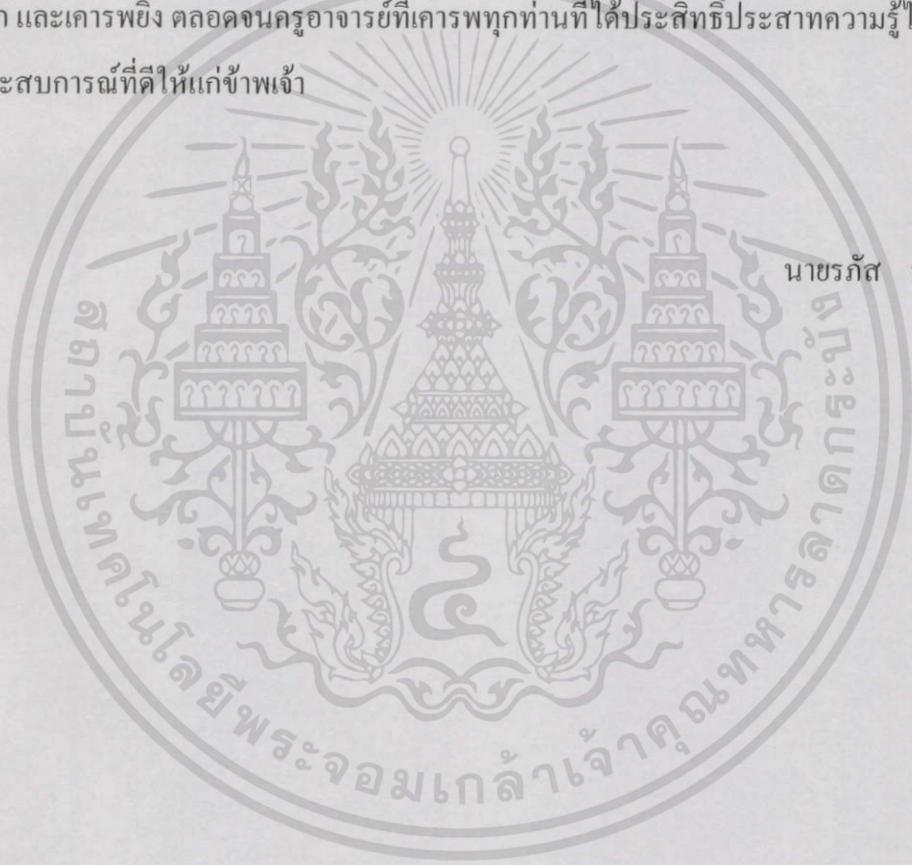 และเคารพยิ่ง ตลอดจนครูอาจารย์ที่เคารพทุกท่านที่ได้ประสิทธิ์ประสาทความรู้
ะสบการณ์ที่ดีให้แก่ข้าพเจ้า
นายรภัส
สถาบันเทคโนโลยีพระจอมเกล้าเจ้าคุณทหารลาดกระบัง
๔